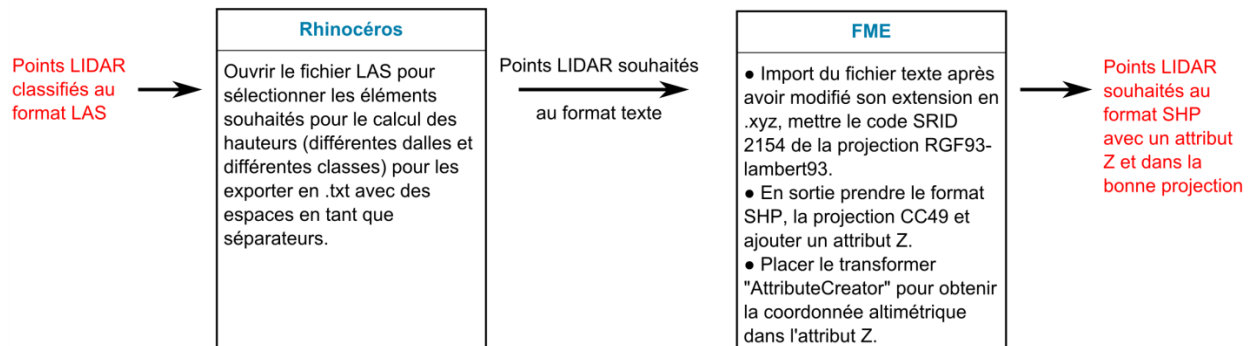 Points LIDAR
classifiés au
format LAS
Rhinocéros
Ouvrir le fichier LAS pour
sélectionner les éléments
souhaités pour le calcul des
hauteurs (différentes dalles et
différentes classes) pour les
exporter en .txt avec des
espaces en tant que
séparateurs.
Points LIDAR souhaités
au format texte
FME
● Import du fichier texte après
avoir modifié son extension en
.xyz, mettre le code SRID
2154 de la projection RGF93-
lambert93.
● En sortie prendre le format
SHP, la projection CC49 et
ajouter un attribut Z.
● Placer le transformer
"AttributeCreator" pour obtenir
la coordonnée altimétrique
dans l'attribut Z.
Points LIDAR
souhaités au
format SHP
avec un attribut
Z et dans la
bonne projection